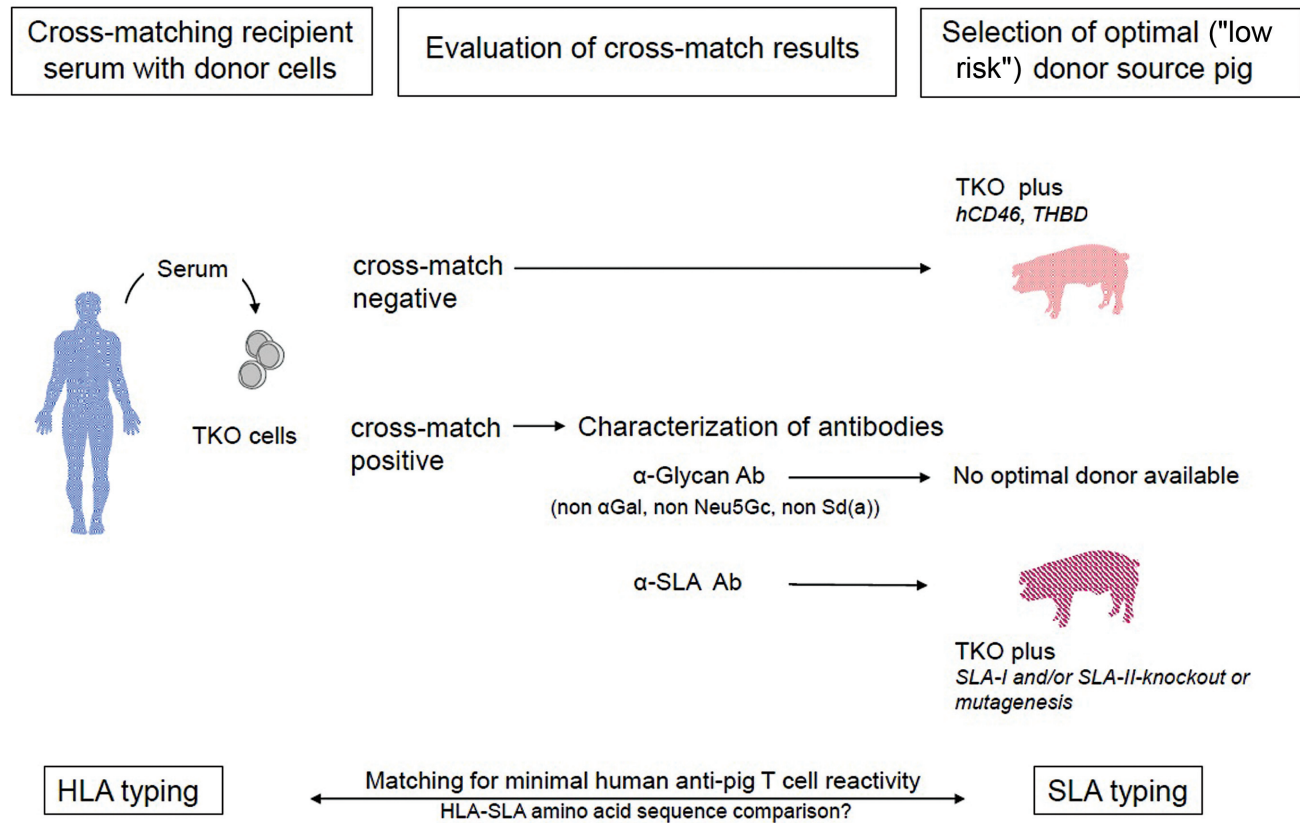 Cross-matching recipient
serum with donor cells
Evaluation of cross-match results
Selection of optimal ("low
risk") donor source pig
TKO plus
hCD46, THBD
Serum
cross-match
negative
TKO cells
cross-match
positive
Characterization of antibodies
α-Glycan Ab
(non αGal, non Neu5Gc, non Sd(a))
No optimal donor available
α-SLA Ab
TKO plus
SLA-I and/or SLA-II-knockout or
mutagenesis
HLA typing
Matching for minimal human anti-pig T cell reactivity
HLA-SLA amino acid sequence comparison?
SLA typing